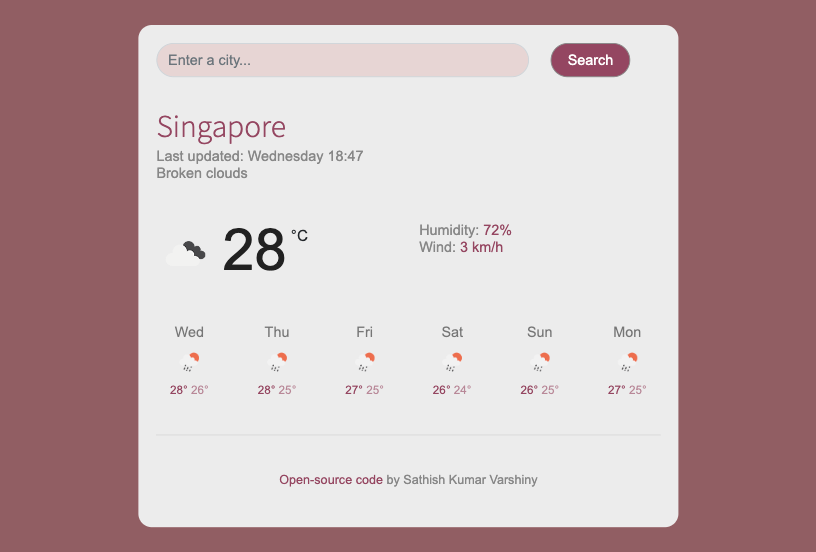 Enter a city...
Search
Singapore
Last updated: Wednesday 18:47
Broken clouds
28 °C
Humidity: 72%
Wind: 3 km/h
Wed Thu Fri Sat Sun Mon
28° 26° 28° 25° 27° 25° 26° 24° 26° 25° 27° 25°
Open-source code by Sathish Kumar Varshiny